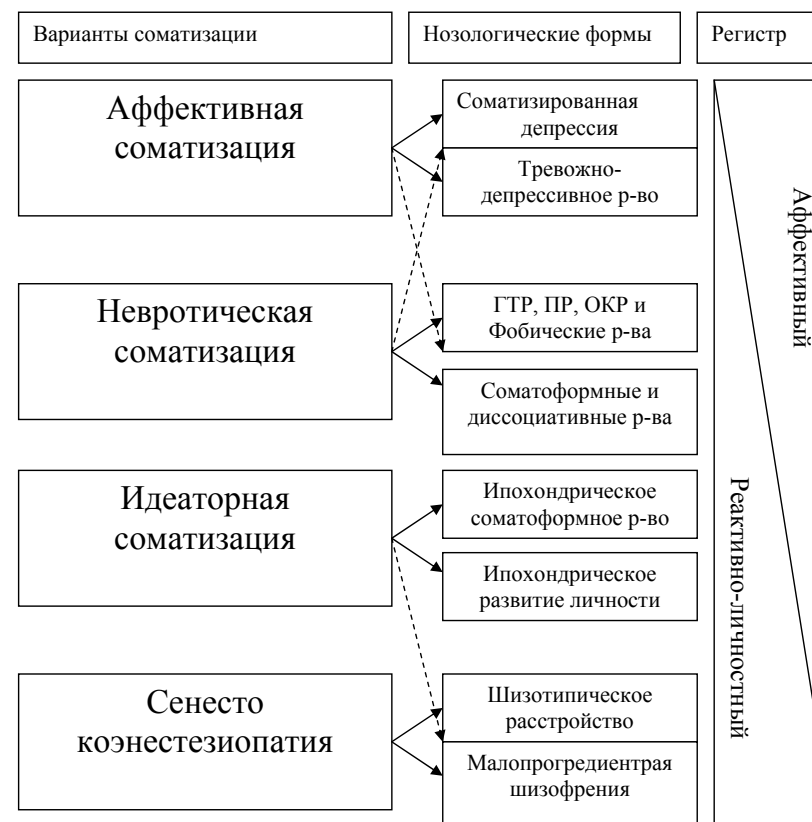 Варианты соматизации
Нозологические формы
Регистр
Аффективная
соматизация
Соматизированная
депрессия
Тревожно-
депрессивное р-во
Невротическая
соматизация
ГТР, ПР, ОКР и
Фобические р-ва
Соматоформные и
диссоциативные р-ва
Идеаторная
соматизация
Ипохондрическое
соматоформное р-во
Ипохондрическое
развитие личности
Сенесто
коэнестезиопатия
Шизотипическое
расстройство
Малопрогредиентрая
шизофрения
Аффективный
Реактивно-личностный